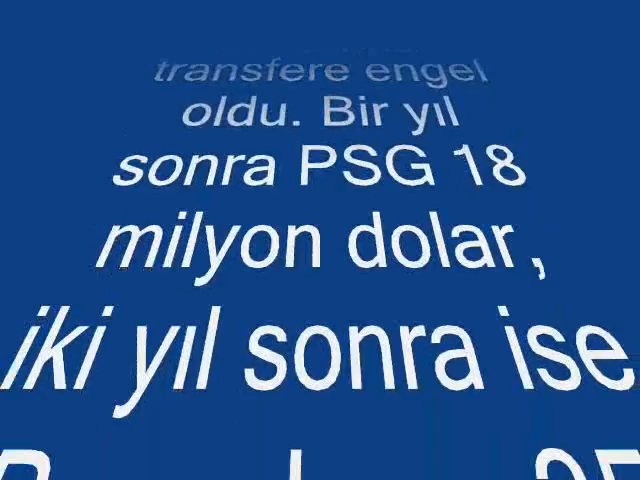 transfere engel
oldu. Bir yıl
sonra PSG 18
milyon dolar,
iki yıl sonra ise